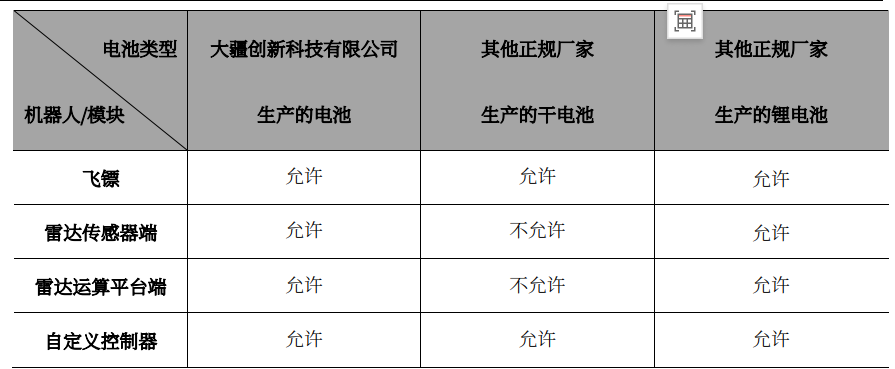 电池类型
机器人/模块
大疆创新科技有限公司
生产的电池
其他正规厂家
生产的干电池
其他正规厂家
生产的锂电池
飞镖
允许
允许
允许
雷达传感器端
允许
不允许
允许
雷达运算平台端
允许
不允许
允许
自定义控制器
允许
允许
允许